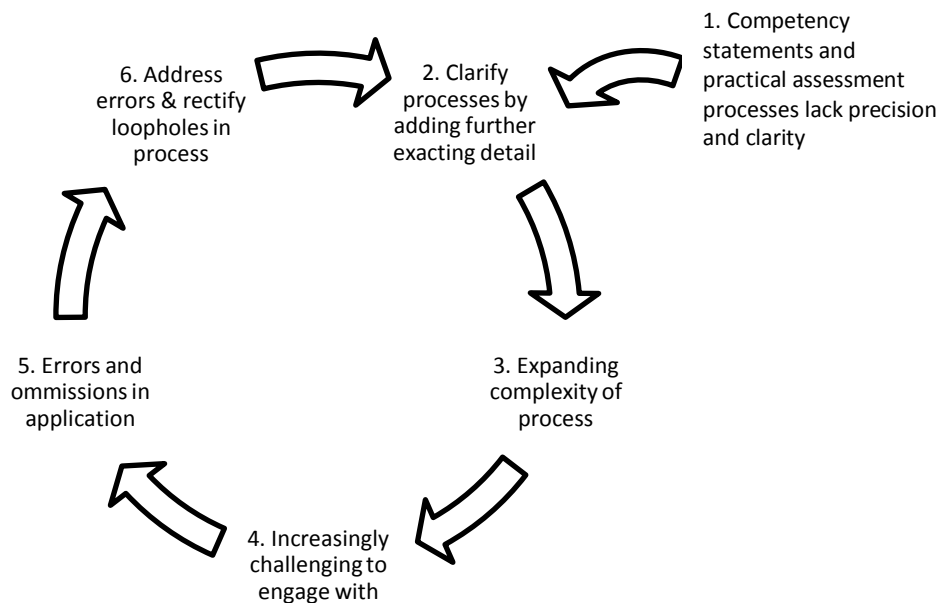 1. Competency
statements and
practical assessment
processes lack precision
and clarity
2. Clarify
processes by
adding further
exacting detail
3. Expanding
complexity of
process
4. Increasingly
challenging to
engage with
5. Errors and
ommissions in
application
6. Address
errors & rectify
loopholes in
process